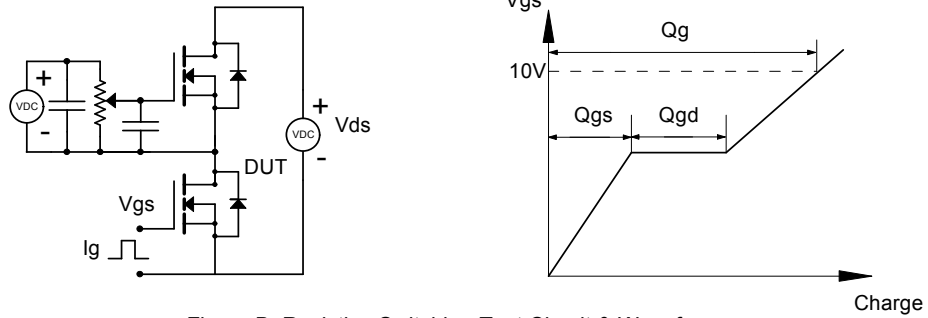 Vgs
Qg
10V
+
VDC
-
+
VDC
-
Vds
Qgs
Qgd
DUT
Vgs
Ig
Charge